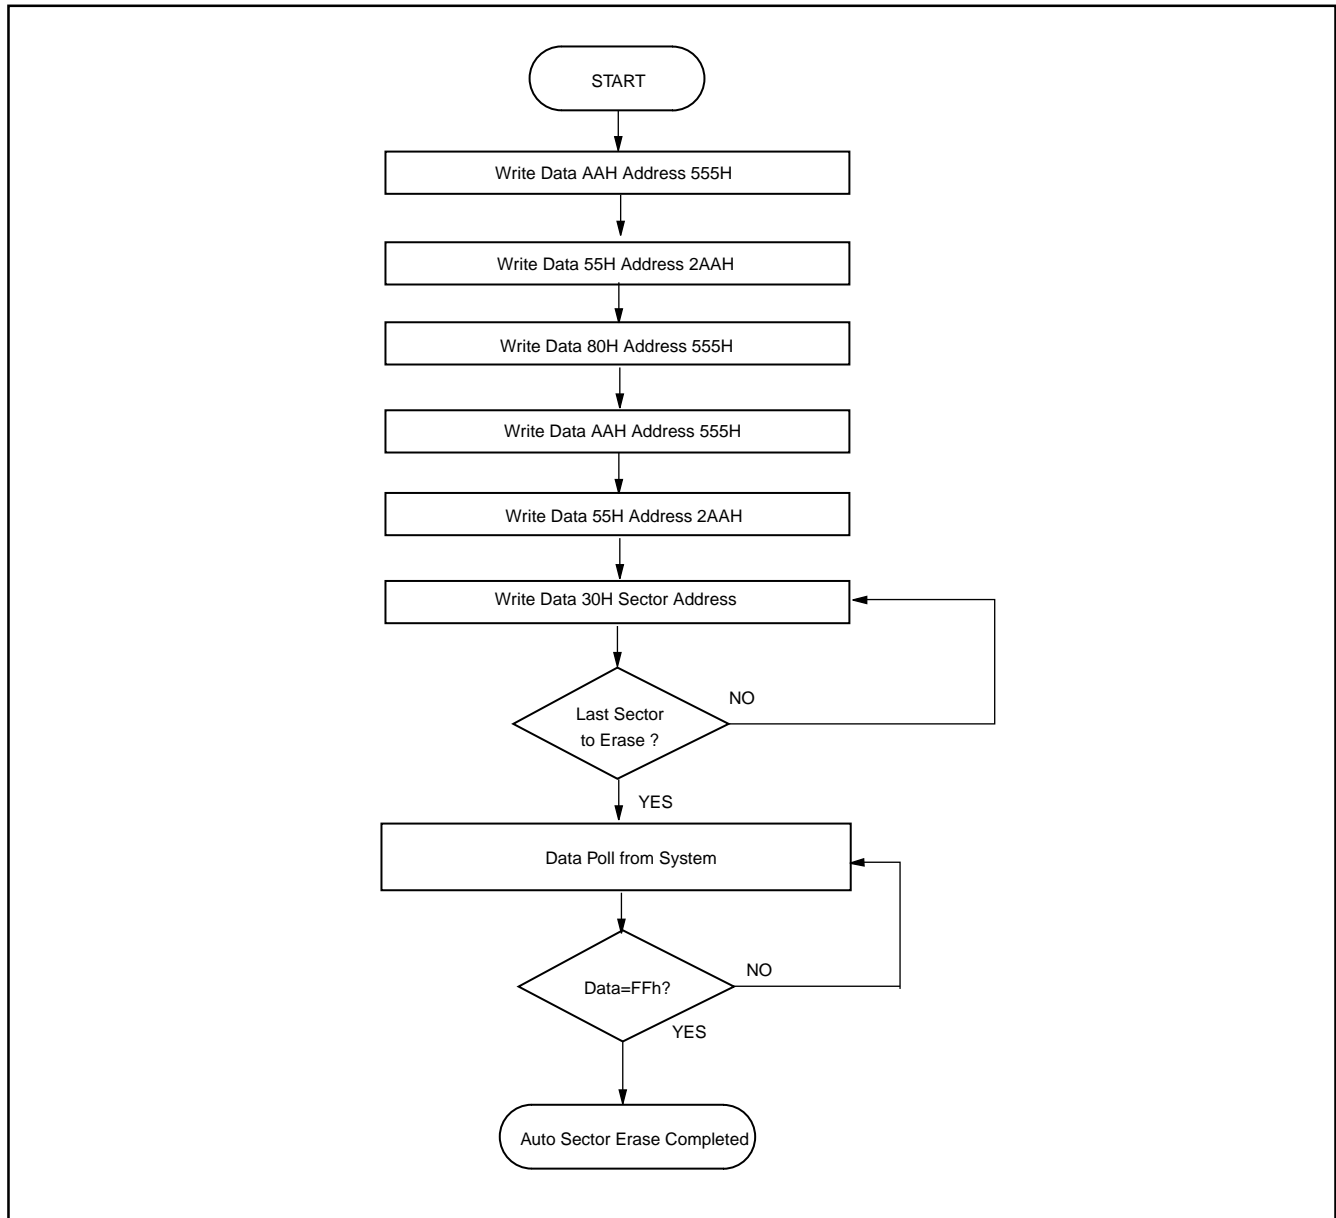 START
Write Data AAH Address 555H
Write Data 55H Address 2AAH
Write Data 80H Address 555H
Write Data AAH Address 555H
Write Data 55H Address 2AAH
Write Data 30H Sector Address
NO
Last Sector
to Erase ?
YES
Data Poll from System
NO
Data=FFh?
YES
Auto Sector Erase Completed